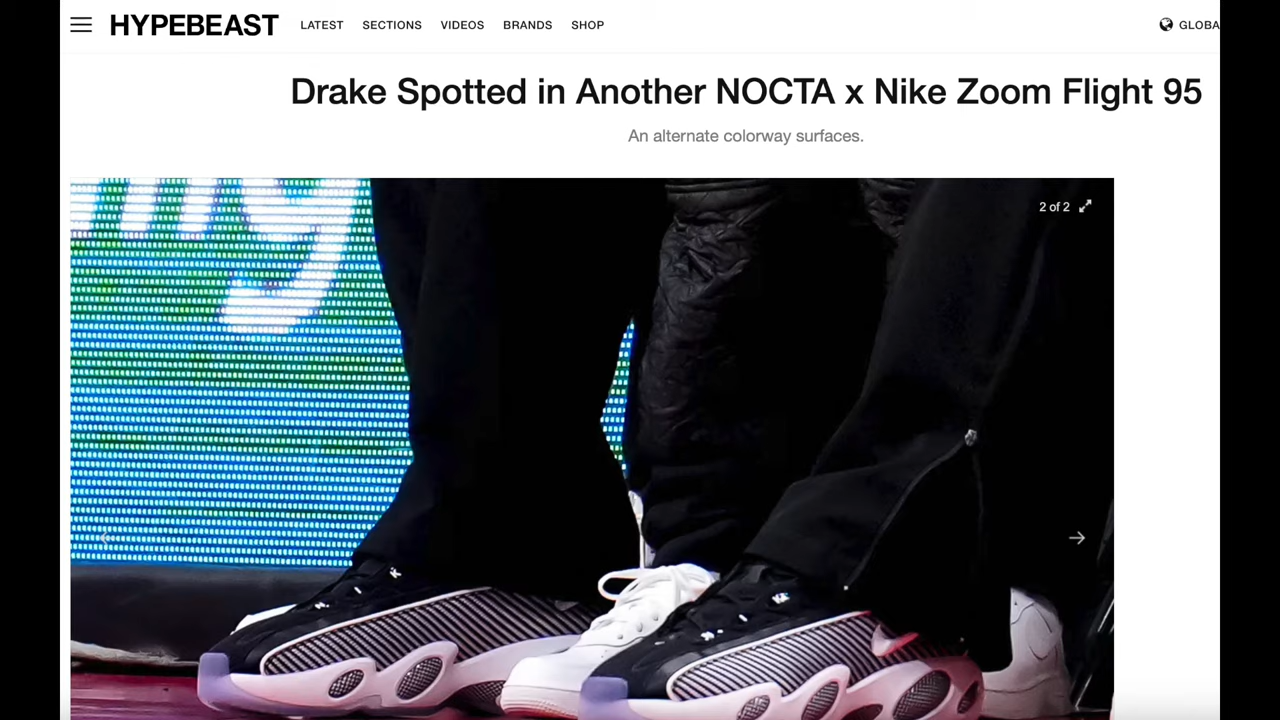 HYPEBEAST
LATEST SECTIONS VIDEOS BRANDS SHOP
GLOBA
Drake Spotted in Another NOCTA x Nike Zoom Flight 95
An alternate colorway surfaces.
2 of 2